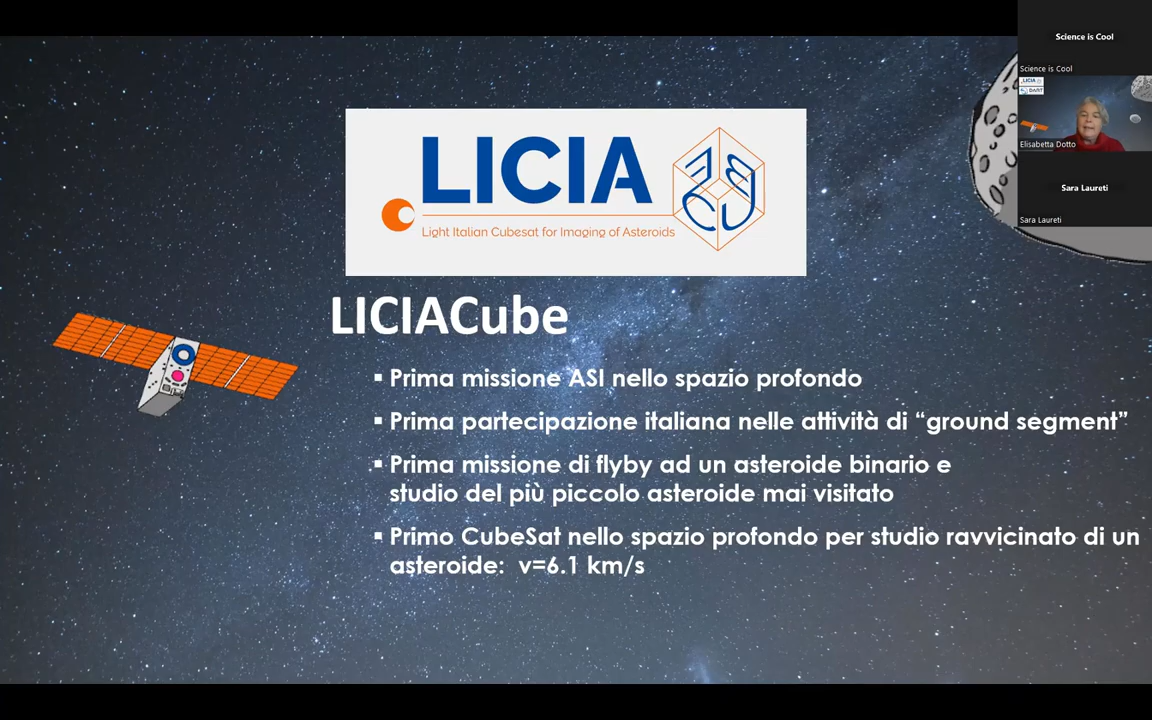 Science is Cool
Science is Cool
LICIA
DART
Elisabetta Dotto
Sara Laureti
Sara Laureti
LICIA
CUBE
Light Italian Cubesat for Imaging of Asteroids
LICIACube
▪ Prima missione ASI nello spazio profondo
▪ Prima partecipazione italiana nelle attività di “ground segment”
▪ Prima missione di flyby ad un asteroide binario e
studio del più piccolo asteroide mai visitato
▪ Primo CubeSat nello spazio profondo per studio ravvicinato di un
asteroide: v=6.1 km/s